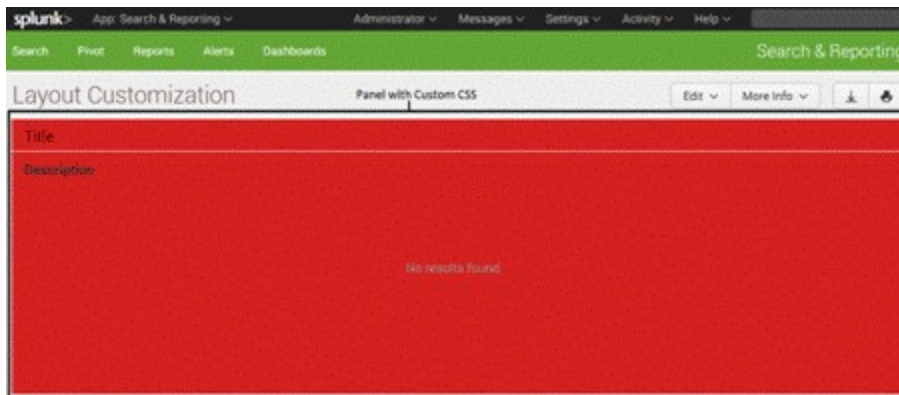 splunk> App: Search & Reporting Administrator Messages Settings Activity Help
Search Pivot Reports Alerts Dashboards Search & Reporting
Layout Customization Panel with Custom CSS Edit More Info
Title
Description
No results found.